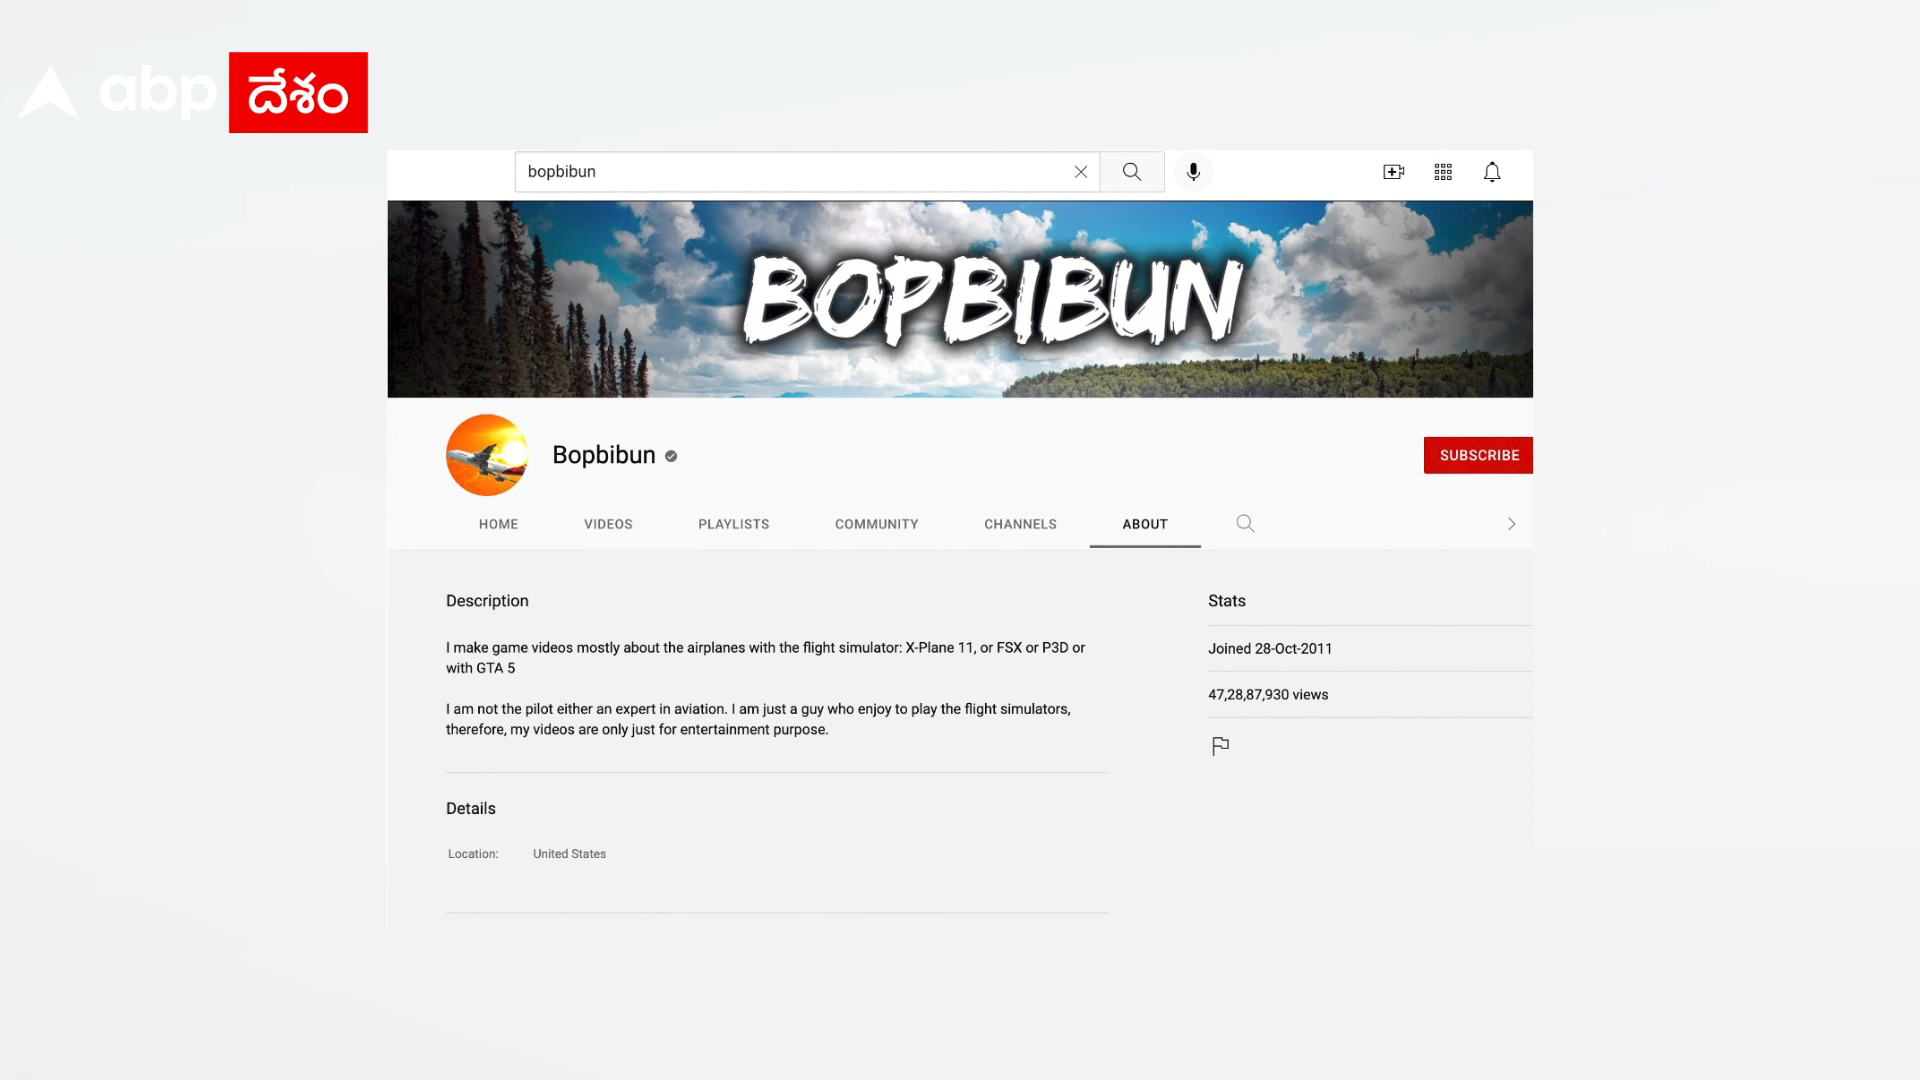 abp దేశం
bopbibun
BOPBIBUN
Bopbibun
SUBSCRIBE
HOME VIDEOS PLAYLISTS COMMUNITY CHANNELS ABOUT
Description
I make game videos mostly about the airplanes with the flight simulator: X-Plane 11, or FSX or P3D or
with GTA 5
I am not the pilot either an expert in aviation. I am just a guy who enjoy to play the flight simulators,
therefore, my videos are only just for entertainment purpose.
Details
Location: United States
Stats
Joined 28-Oct-2011
47,28,87,930 views